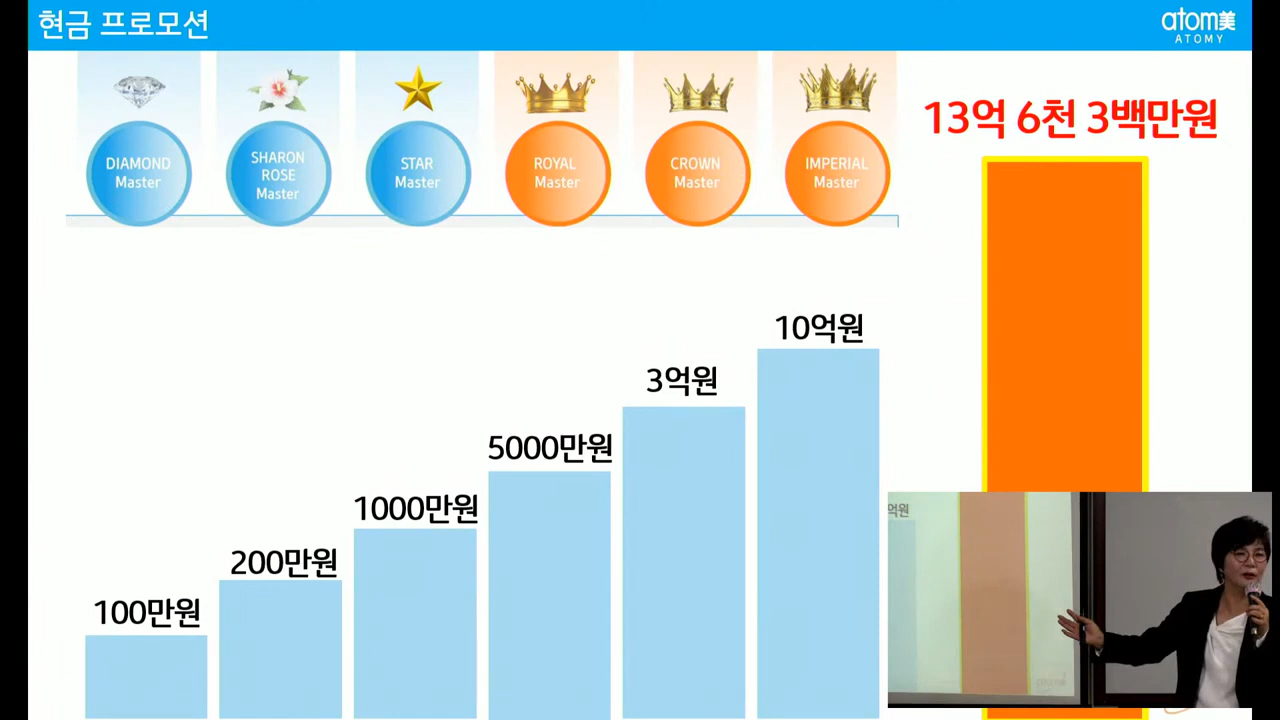 현금 프로모션
atom美
ATOMY
DIAMOND
Master
SHARON
ROSE
Master
STAR
Master
ROYAL
Master
CROWN
Master
IMPERIAL
Master
13억 6천 3백만원
10억원
3억원
5000만원
1000만원
200만원
100만원
억원